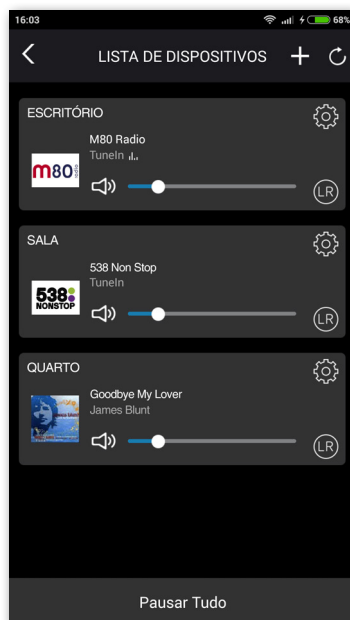 16:03
68%
LISTA DE DISPOSITIVOS
ESCRITÓRIO
M80 Radio
TuneIn
m80 radio
LR
SALA
538 Non Stop
TuneIn
538
NONSTOP
LR
QUARTO
Goodbye My Lover
James Blunt
LR
Pausar Tudo